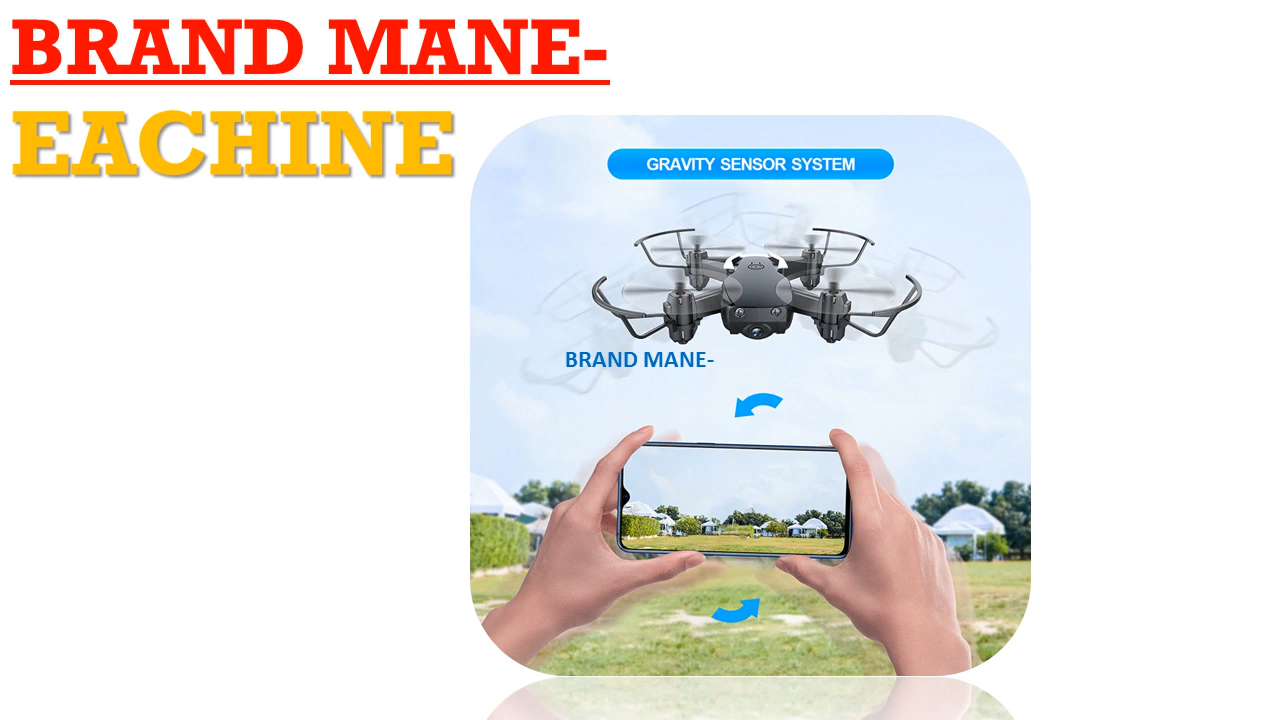 BRAND MANE-
EACHINE
GRAVITY SENSOR SYSTEM
BRAND MANE-